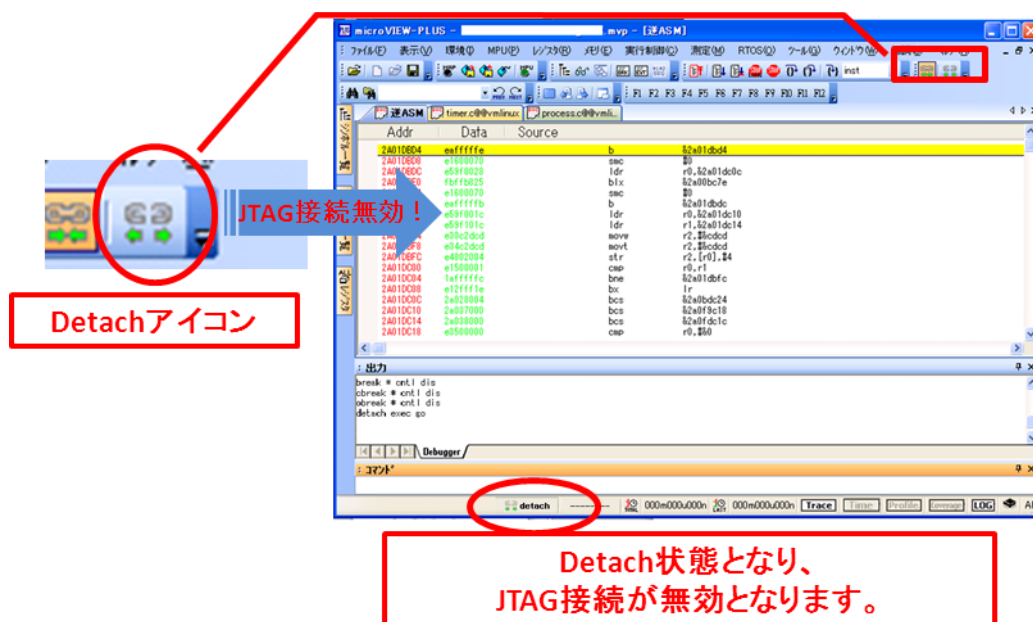 microVIEW-PLUS - .mvp - [逆ASM]
ファイル(F) 表示(V) 環境(I) MPU(P) レジスタ(R) メモリ(E) 実行制御(C) 測定(M) RTOS(O) ツール(Q) ウィンドウ(W)
inst
F1 F2 F3 F4 F5 F6 F7 F8 F9 F10 F11 F12
逆ASM timer.c@@vmlinux process.c@@vmli..
Addr Data Source
2A01DBD4 eafffffe b &2a01dbd4
2A01DBD8 e1600070 smc #0
2A01DBDC e59f0028 ldr r0,&2a01dc0c
fbffb825 blx &2a00bc7e
e1600070 smc #0
eafffffb b &2a01dbdc
e59f001c ldr r0,&2a01dc10
e59f101c ldr r1,&2a01dc14
e30c2dcd movw r2,#&cdcd
e34c2dcd movt r2,#&cdcd
2A01DBFC e4802004 str r2,[r0],#4
2A01DC00 e1500001 cmp r0,r1
2A01DC04 1afffffc bne &2a01dbfc
2A01DC08 e12fff1e bx lr
2A01DC0C 2a028004 bcs &2a0bdc24
2A01DC10 2a037000 bcs &2a0f9c18
2A01DC14 2a038000 bcs &2a0fdc1c
2A01DC18 e3500000 cmp r0,#&0
JTAG接続無効！
Detachアイコン
出力
break * cntl dis
cbreak * cntl dis
obreak * cntl dis
detach exec go
Debugger
コマンド
detach --------- 000m000u000n 000m000u000n Trace Time Profile Coverage LOG
Detach状態となり、
JTAG接続が無効となります。